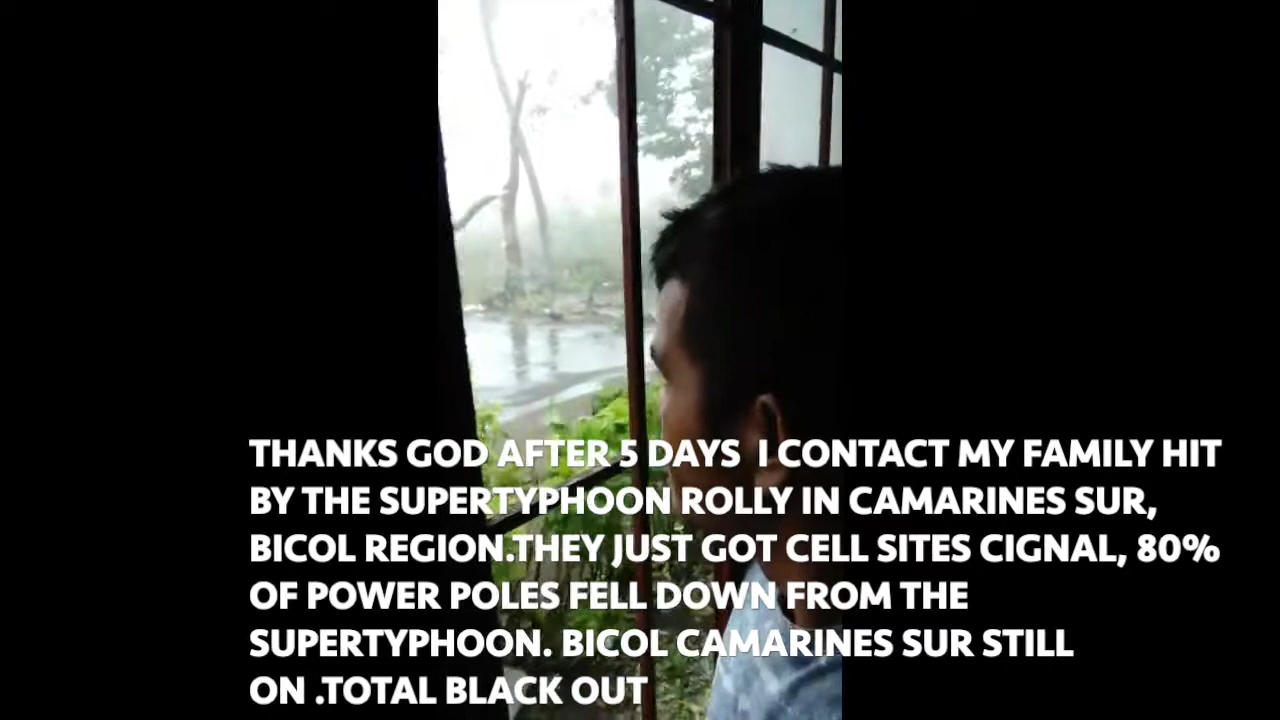 THANKS GOD AFTER 5 DAYS  I CONTACT MY FAMILY HIT
BY THE SUPERTYPHOON ROLLY IN CAMARINES SUR,
BICOL REGION.THEY JUST GOT CELL SITES CIGNAL, 80%
OF POWER POLES FELL DOWN FROM THE
SUPERTYPHOON. BICOL CAMARINES SUR STILL
ON .TOTAL BLACK OUT